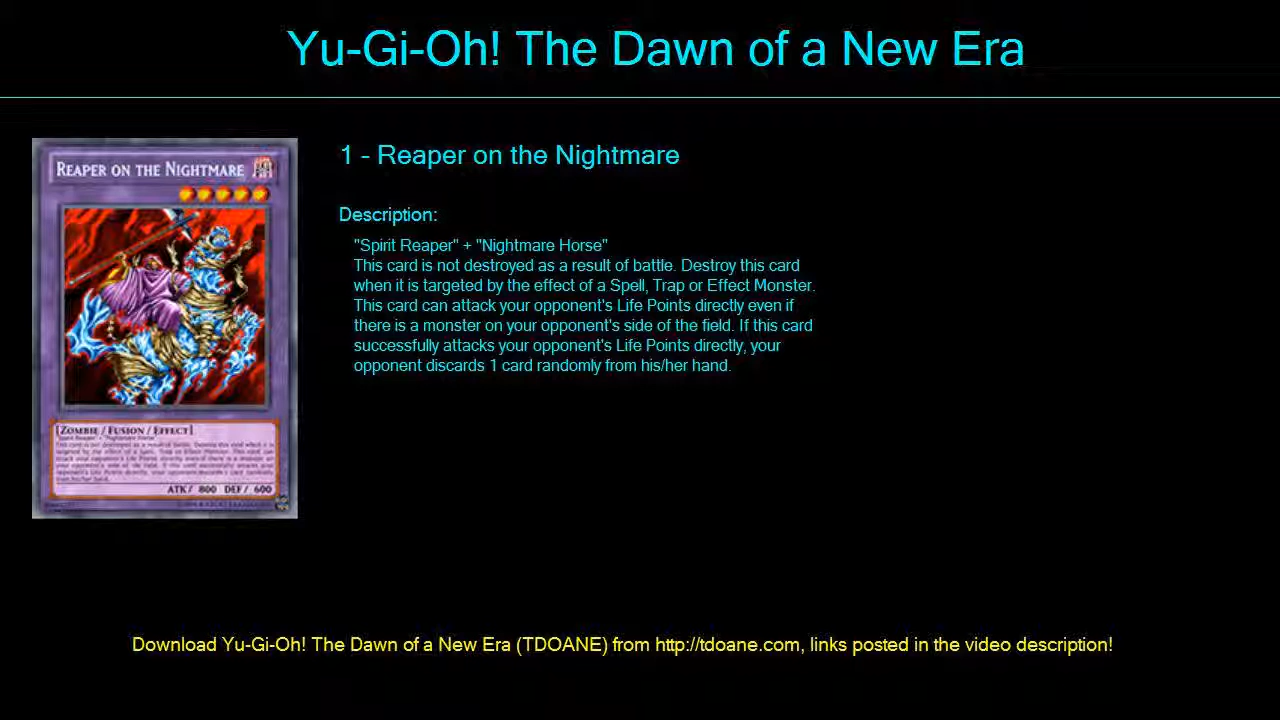 Yu-Gi-Oh! The Dawn of a New Era
REAPER ON THE NIGHTMARE
[ZOMBIE / FUSION / EFFECT]
"Spirit Reaper" + "Nightmare Horse"
ATK / 800 DEF / 600
1 - Reaper on the Nightmare
Description:
"Spirit Reaper" + "Nightmare Horse"
This card is not destroyed as a result of battle. Destroy this card
when it is targeted by the effect of a Spell, Trap or Effect Monster.
This card can attack your opponent's Life Points directly even if
there is a monster on your opponent's side of the field. If this card
successfully attacks your opponent's Life Points directly, your
opponent discards 1 card randomly from his/her hand.
Download Yu-Gi-Oh! The Dawn of a New Era (TDOANE) from http://tdoane.com, links posted in the video description!